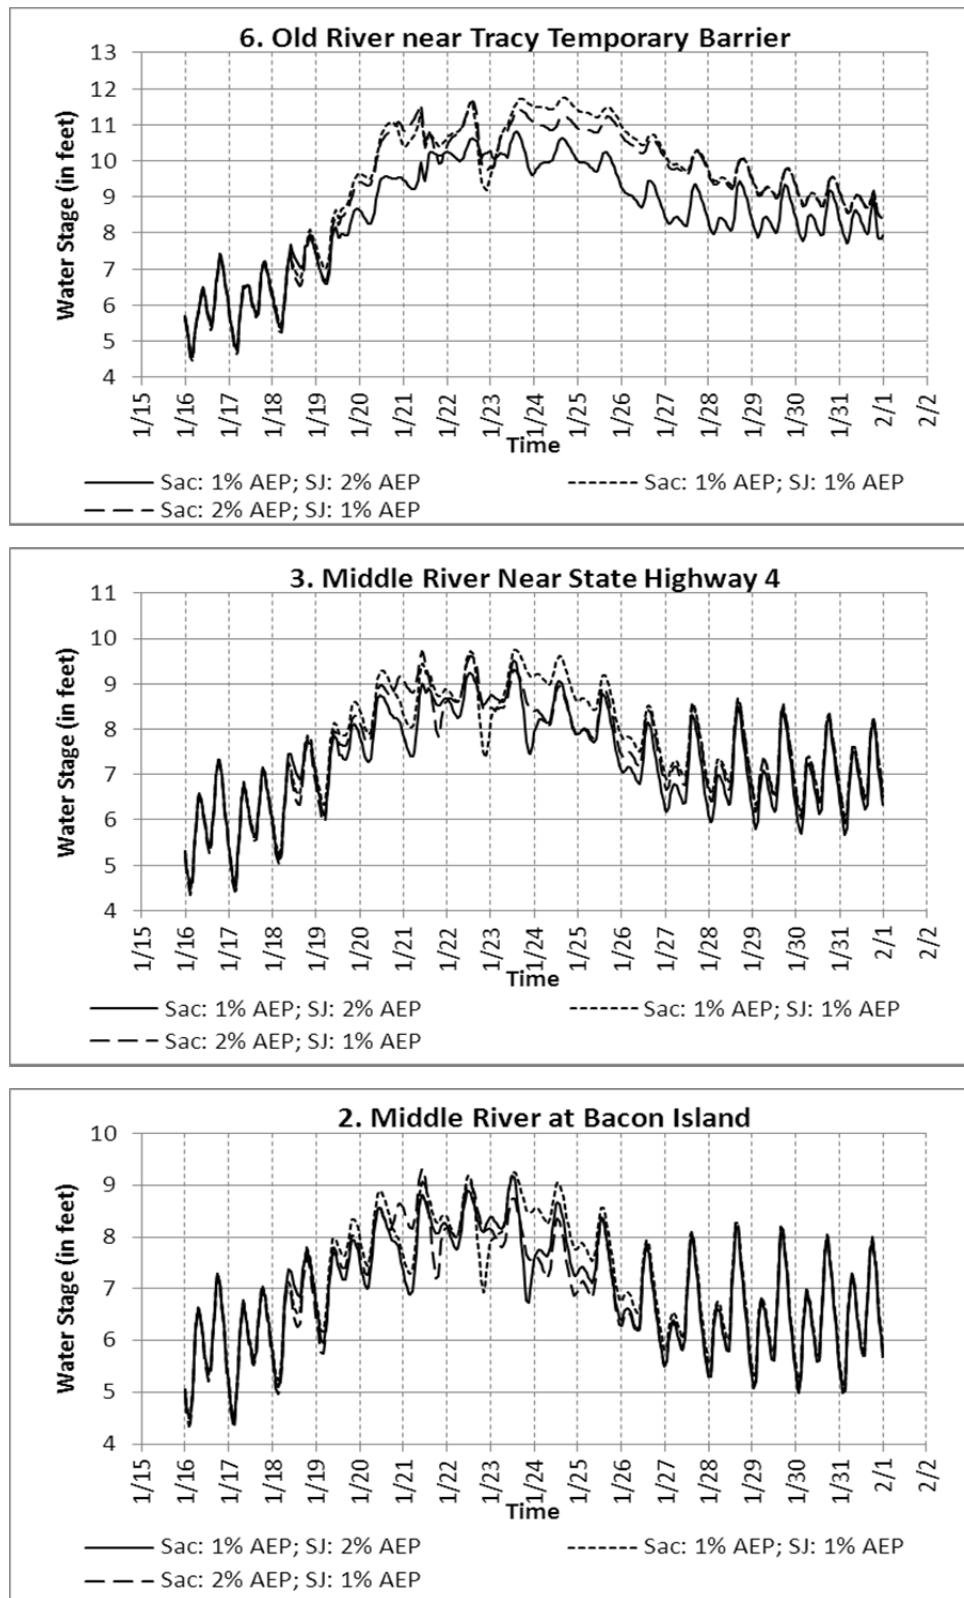 6. Old River near Tracy Temporary Barrier
Water Stage (in feet)
13
12
11
10
9
8
7
6
5
4
1/15 1/16 1/17 1/18 1/19 1/20 1/21 1/22 1/23 1/24 1/25 1/26 1/27 1/28 1/29 1/30 1/31 2/1 2/2
Time
Sac: 1% AEP; SJ: 2% AEP Sac: 1% AEP; SJ: 1% AEP
Sac: 2% AEP; SJ: 1% AEP
3. Middle River Near State Highway 4
Water Stage (in feet)
11
10
9
8
7
6
5
4
1/15 1/16 1/17 1/18 1/19 1/20 1/21 1/22 1/23 1/24 1/25 1/26 1/27 1/28 1/29 1/30 1/31 2/1 2/2
Time
Sac: 1% AEP; SJ: 2% AEP Sac: 1% AEP; SJ: 1% AEP
Sac: 2% AEP; SJ: 1% AEP
2. Middle River at Bacon Island
Water Stage (in feet)
10
9
8
7
6
5
4
1/15 1/16 1/17 1/18 1/19 1/20 1/21 1/22 1/23 1/24 1/25 1/26 1/27 1/28 1/29 1/30 1/31 2/1 2/2
Time
Sac: 1% AEP; SJ: 2% AEP Sac: 1% AEP; SJ: 1% AEP
Sac: 2% AEP; SJ: 1% AEP